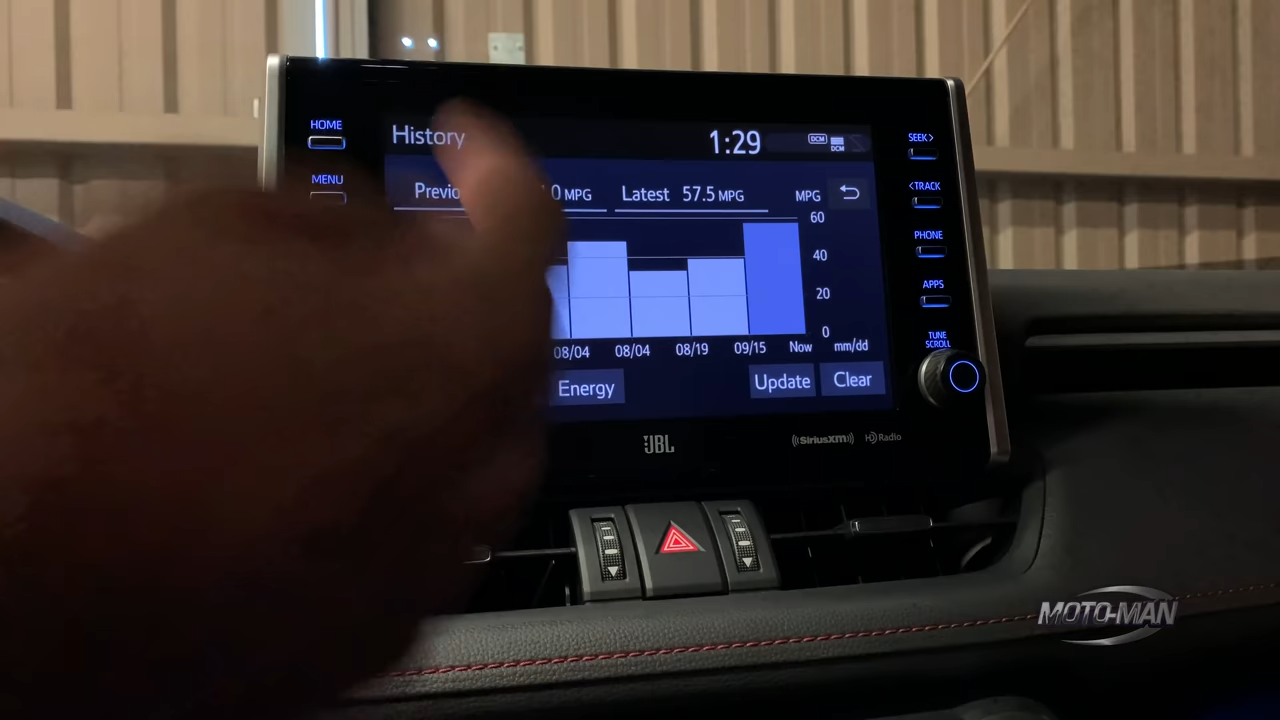 HOME
MENU
History
1:29
DCM
DCM
MPG
Latest 57.5 MPG
MPG
60
40
20
0
08/04 08/04 08/19 09/15 Now mm/dd
Energy
Update
Clear
SEEK>
<TRACK
PHONE
APPS
TUNE
SCROLL
JBL
SiriusXM
HD Radio
MOTO-MAN